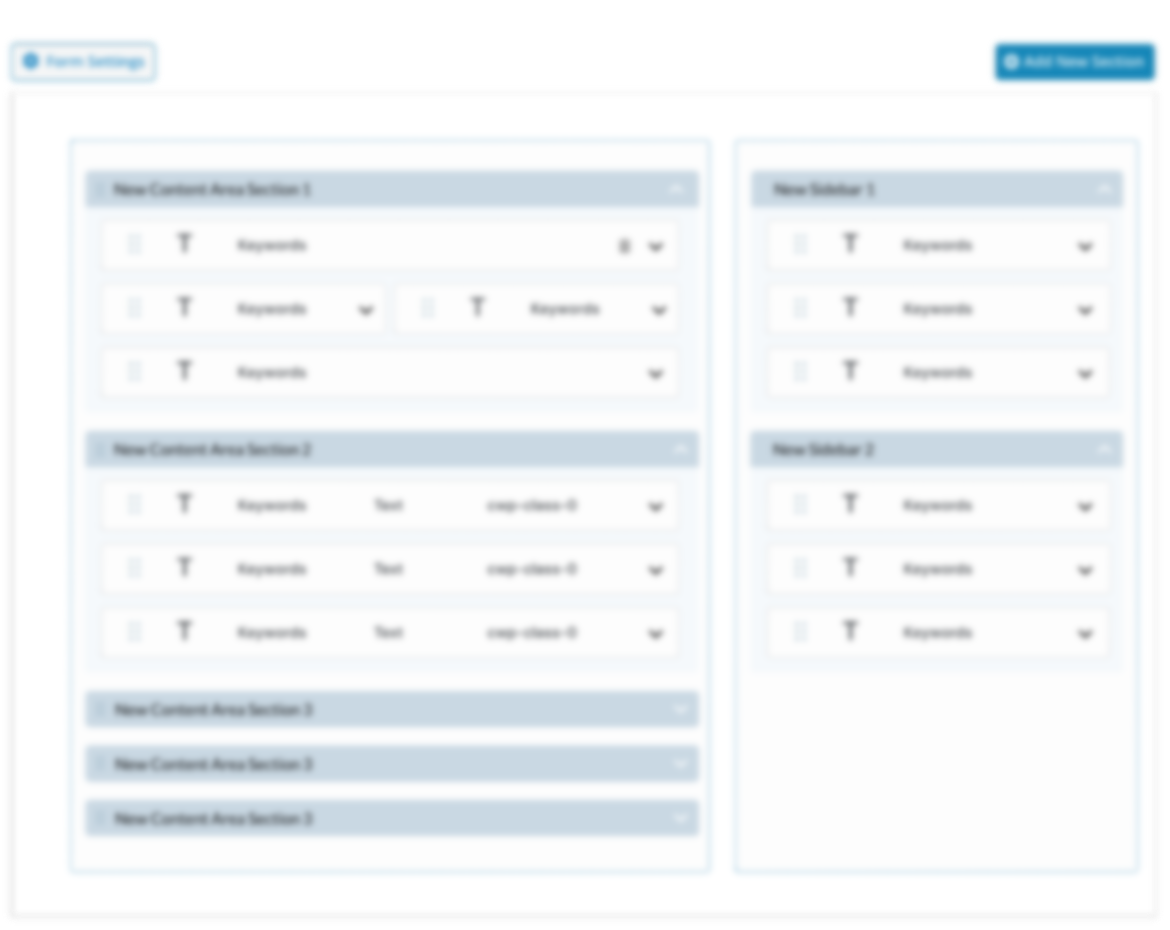 Form Settings
Add New Section
New Content Area Section 1
Keywords
Keywords Keywords
Keywords
New Content Area Section 2
Keywords Text cwp-class-0
Keywords Text cwp-class-0
Keywords Text cwp-class-0
New Content Area Section 3
New Content Area Section 3
New Content Area Section 3
New Sidebar 1
Keywords
Keywords
Keywords
New Sidebar 2
Keywords
Keywords
Keywords